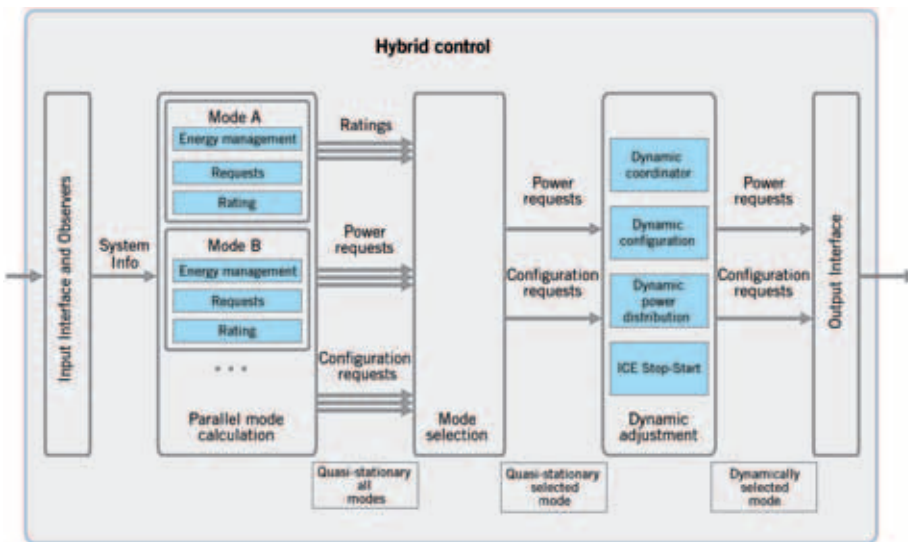 Hybrid control
Input Interface and Observers
System
Info
Mode A
Energy management
Requests
Rating
Mode B
Energy management
Requests
Rating
...
Parallel mode
calculation
Ratings
Power
requests
Configuration
requests
Quasi-stationary
all
modes
Mode
selection
Power
requests
Configuration
requests
Quasi-stationary
selected
mode
Dynamic
coordinator
Dynamic
configuration
Dynamic
power
distribution
ICE Stop-Start
Dynamic
adjustment
Power
requests
Configuration
requests
Dynamically
selected
mode
Output Interface